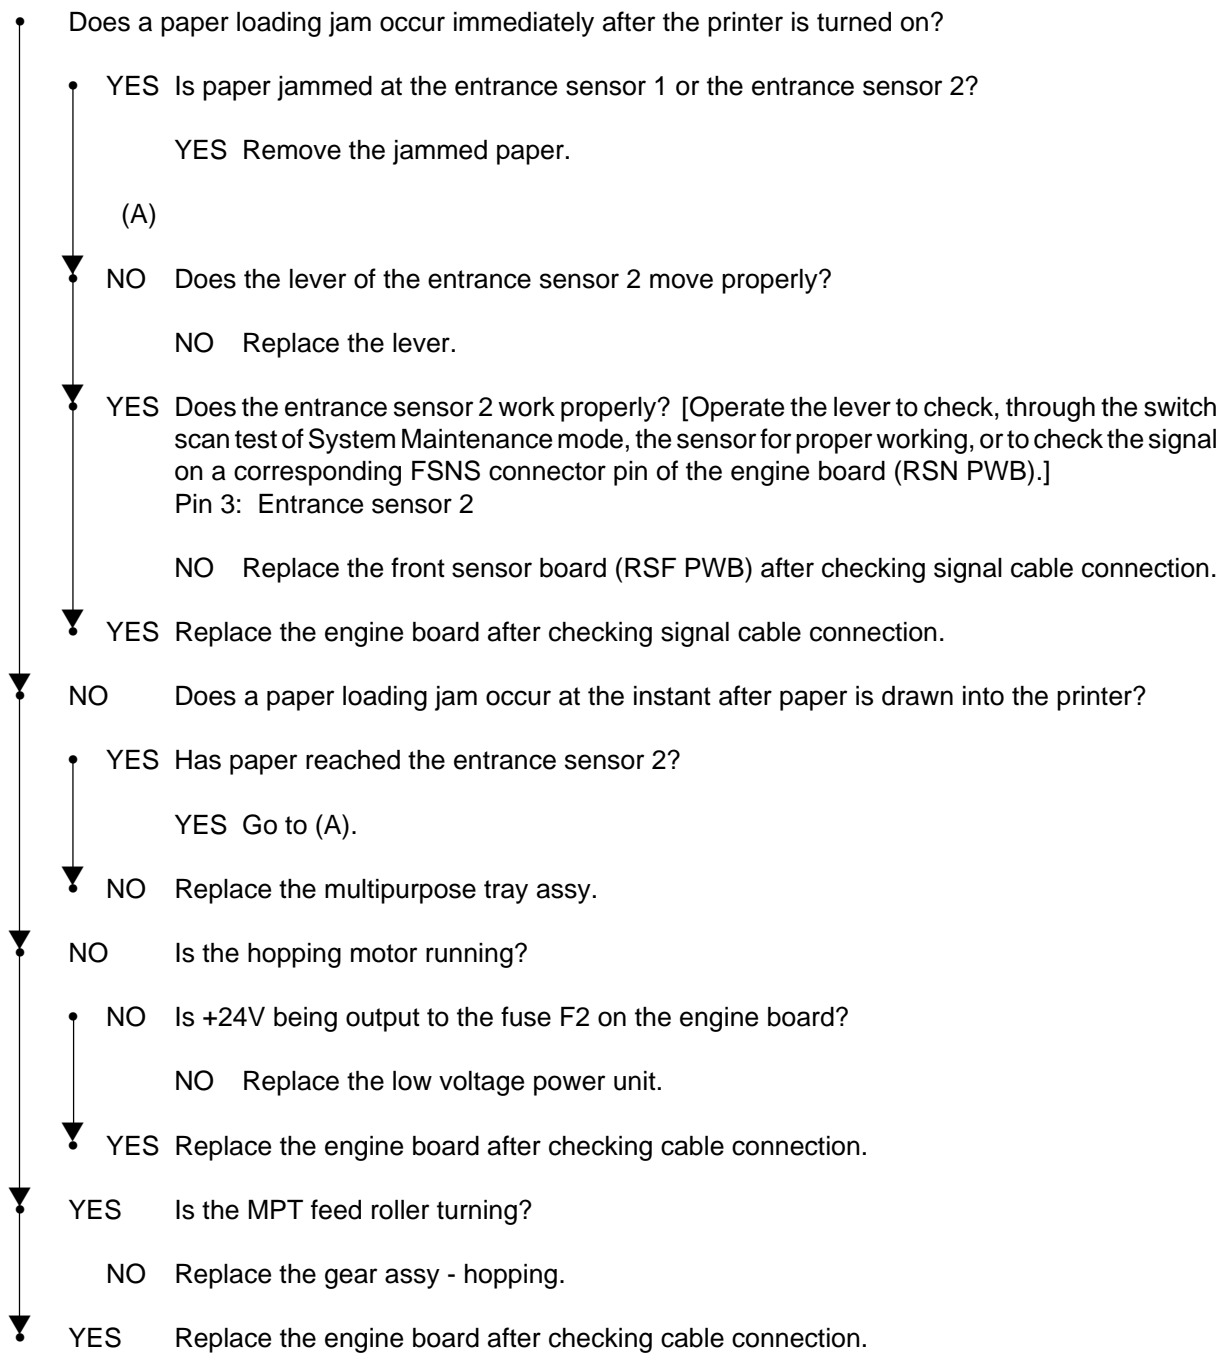 Does a paper loading jam occur immediately after the printer is turned on?
YES Is paper jammed at the entrance sensor 1 or the entrance sensor 2?
YES Remove the jammed paper.
(A)
NO Does the lever of the entrance sensor 2 move properly?
NO Replace the lever.
YES Does the entrance sensor 2 work properly? [Operate the lever to check, through the switch
scan test of System Maintenance mode, the sensor for proper working, or to check the signal
on a corresponding FSNS connector pin of the engine board (RSN PWB).]
Pin 3: Entrance sensor 2
NO Replace the front sensor board (RSF PWB) after checking signal cable connection.
YES Replace the engine board after checking signal cable connection.
NO Does a paper loading jam occur at the instant after paper is drawn into the printer?
YES Has paper reached the entrance sensor 2?
YES Go to (A).
NO Replace the multipurpose tray assy.
NO Is the hopping motor running?
NO Is +24V being output to the fuse F2 on the engine board?
NO Replace the low voltage power unit.
YES Replace the engine board after checking cable connection.
YES Is the MPT feed roller turning?
NO Replace the gear assy - hopping.
YES Replace the engine board after checking cable connection.